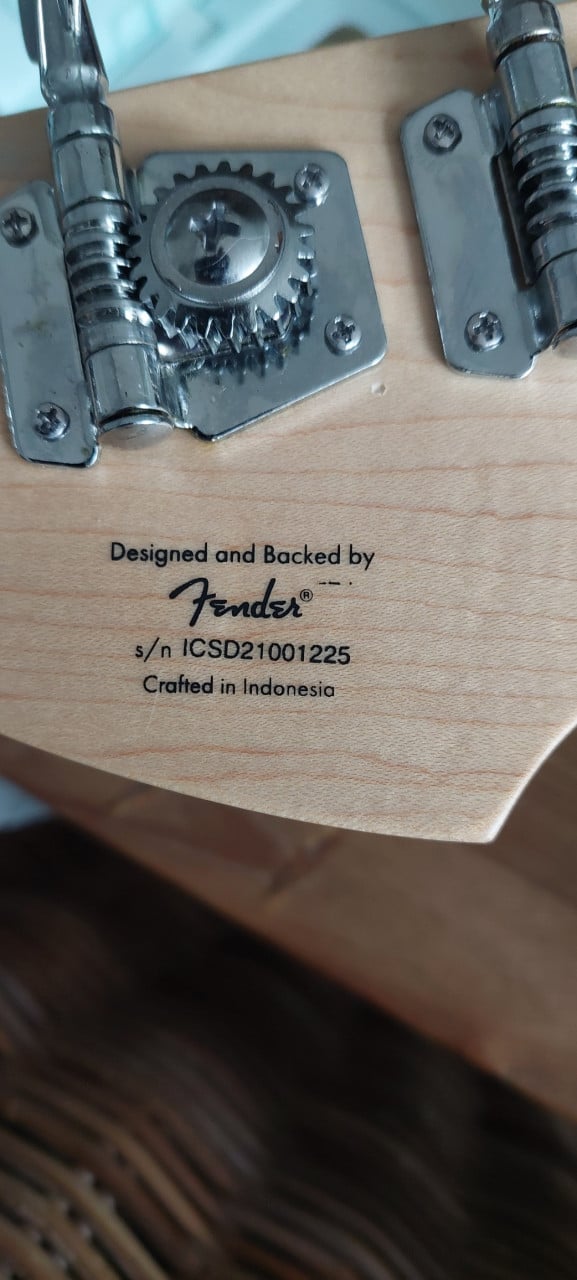 Designed and Backed by
Fender®
s/n ICSD21001225
Crafted in Indonesia